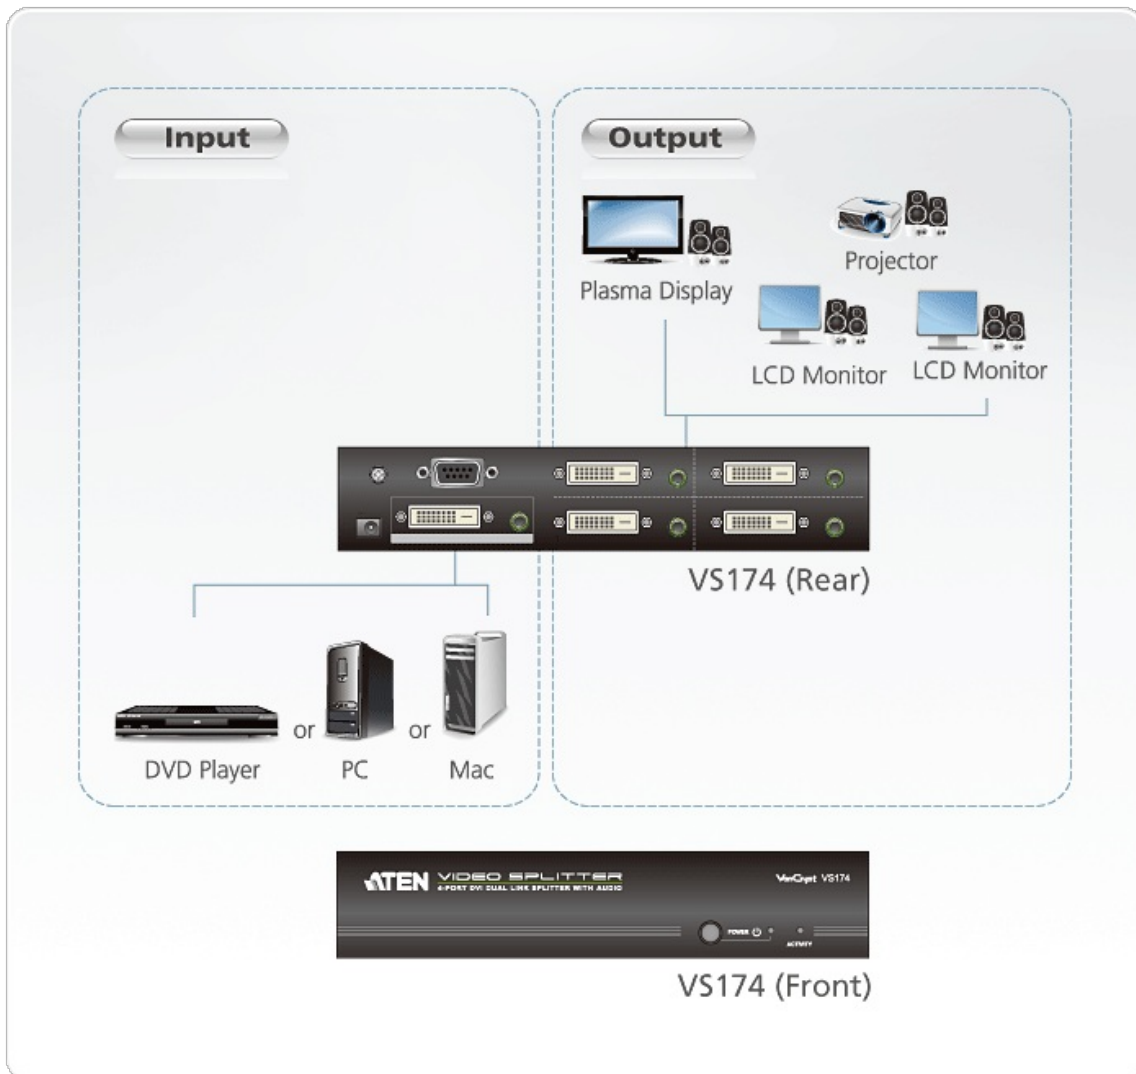 Input
Output
Plasma Display
Projector
LCD Monitor
LCD Monitor
VS174 (Rear)
DVD Player
or
PC
or
Mac
ATEN VIDEO SPLITTER
4-PORT DVI DUAL LINK SPLITTER WITH AUDIO
VanCryst VS174
POWER
ACTIVITY
VS174 (Front)